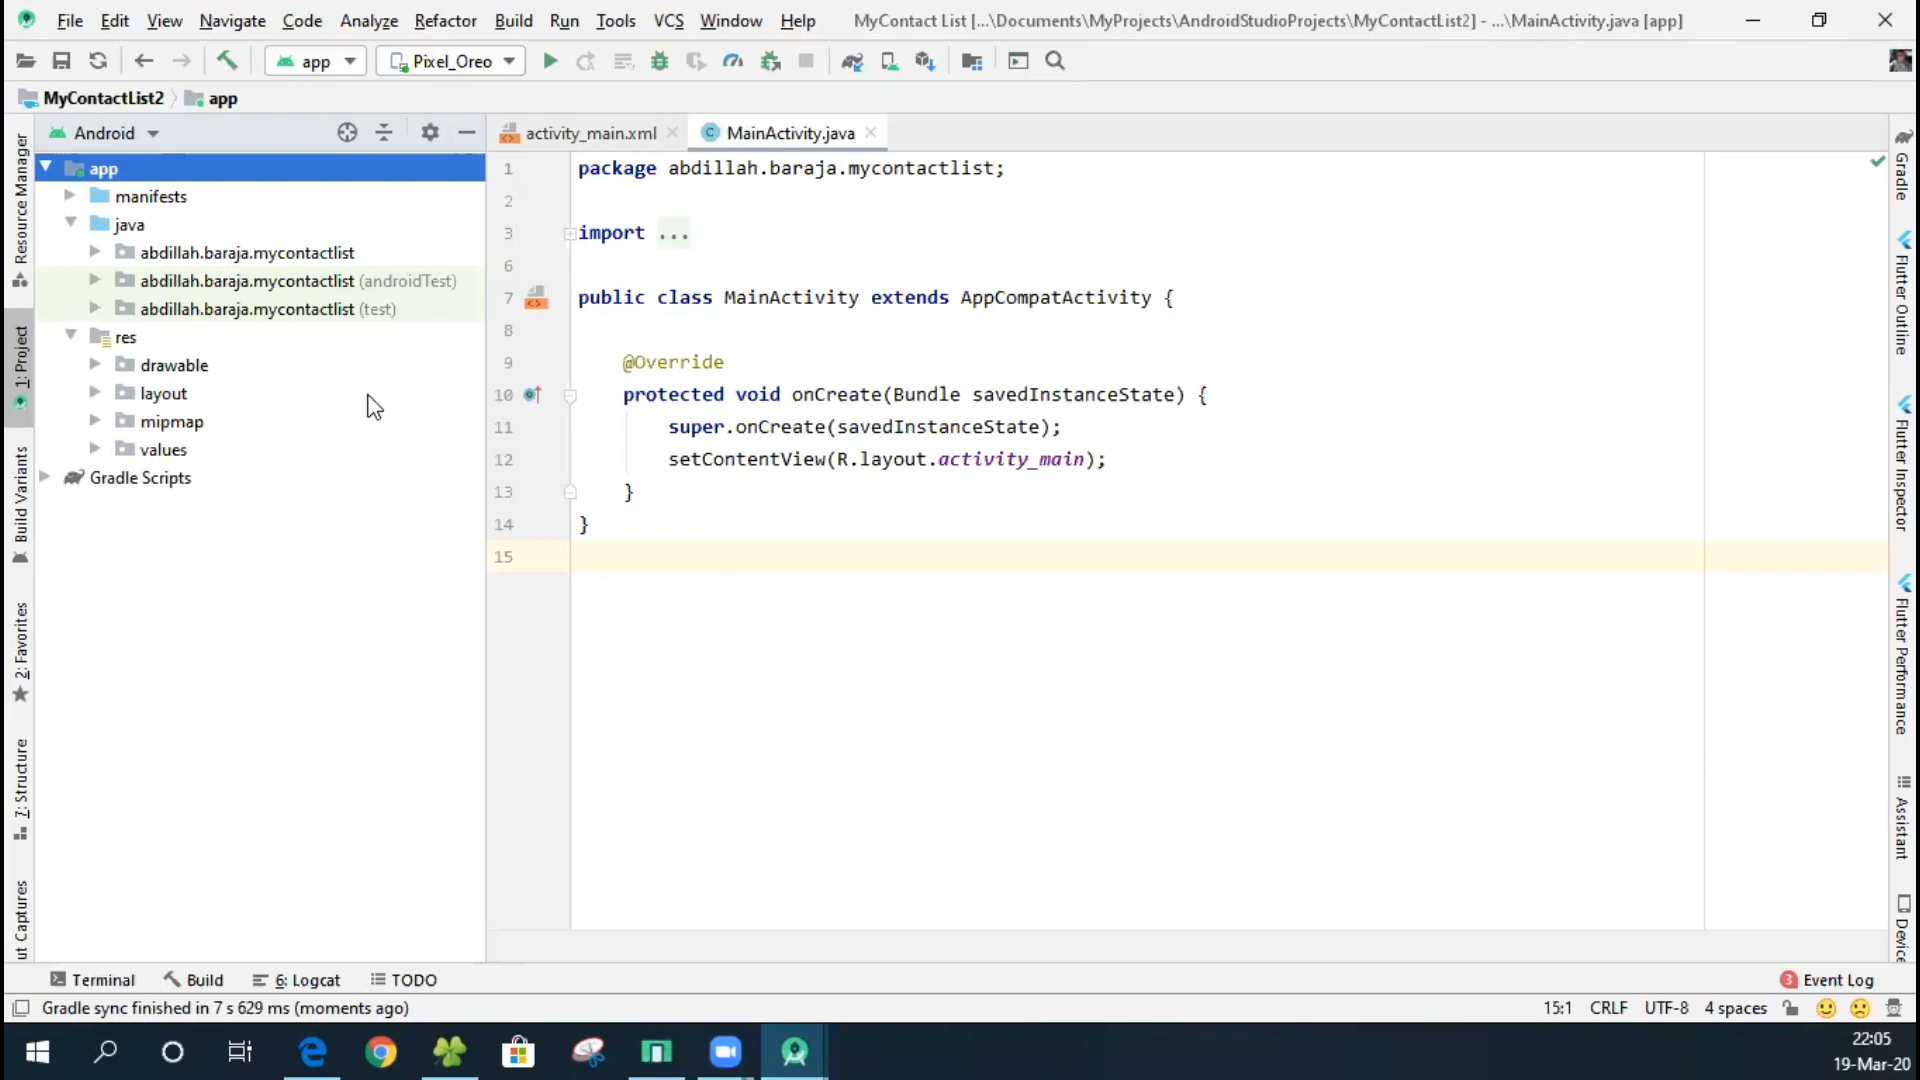 File Edit View Navigate Code Analyze Refactor Build Run Tools VCS Window Help MyContact List [...\Documents\MyProjects\AndroidStudioProjects\MyContactList2] - ...\MainActivity.java [app]
app Pixel_Oreo
MyContactList2 app
Android
activity_main.xml MainActivity.java
app
manifests
java
abdillah.baraja.mycontactlist
abdillah.baraja.mycontactlist (androidTest)
abdillah.baraja.mycontactlist (test)
res
drawable
layout
mipmap
values
Gradle Scripts
1 package abdillah.baraja.mycontactlist;
2
3 import ...
6
7 public class MainActivity extends AppCompatActivity {
8
9 @Override
10 protected void onCreate(Bundle savedInstanceState) {
11 super.onCreate(savedInstanceState);
12 setContentView(R.layout.activity_main);
13 }
14 }
15
Resource Manager
1: Project
Build Variants
2: Favorites
7: Structure
ut Captures
Gradle
Flutter Outline
Flutter Inspector
Flutter Performance
Assistant
Device
Terminal Build 6: Logcat TODO 3 Event Log
Gradle sync finished in 7 s 629 ms (moments ago) 15:1 CRLF UTF-8 4 spaces
22:05
19-Mar-20